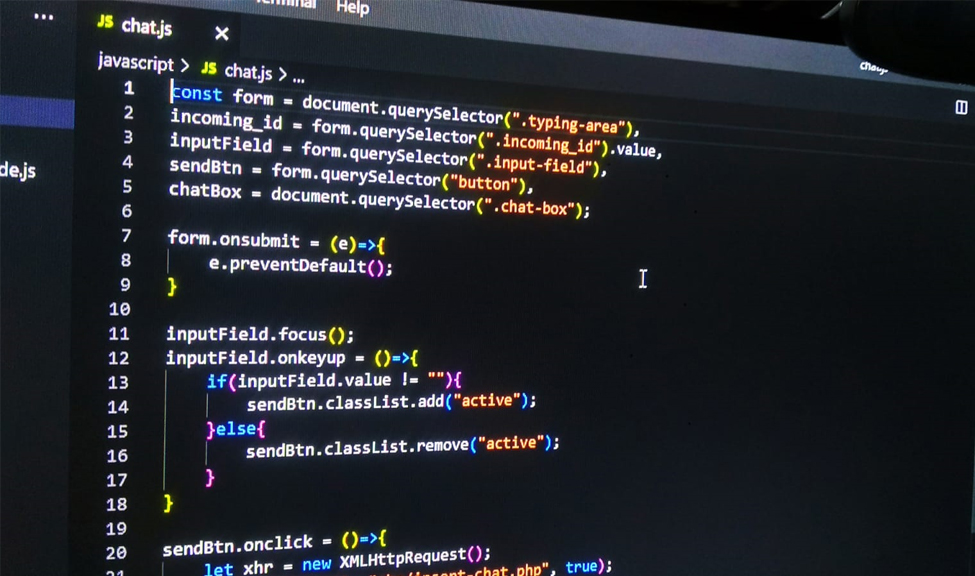 Help
JS chat.js ×
javascript > JS chat.js > ...
de.js
1 const form = document.querySelector(".typing-area"),
2 incoming_id = form.querySelector(".incoming_id").value,
3 inputField = form.querySelector(".input-field"),
4 sendBtn = form.querySelector("button"),
5 chatBox = document.querySelector(".chat-box");
6
7 form.onsubmit = (e)=>{
8 e.preventDefault();
9 }
10
11 inputField.focus();
12 inputField.onkeyup = ()=>{
13 if(inputField.value != ""){
14 sendBtn.classList.add("active");
15 }else{
16 sendBtn.classList.remove("active");
17 }
18 }
19
20 sendBtn.onclick = ()=>{
21 let xhr = new XMLHttpRequest();
insert-chat.php", true);